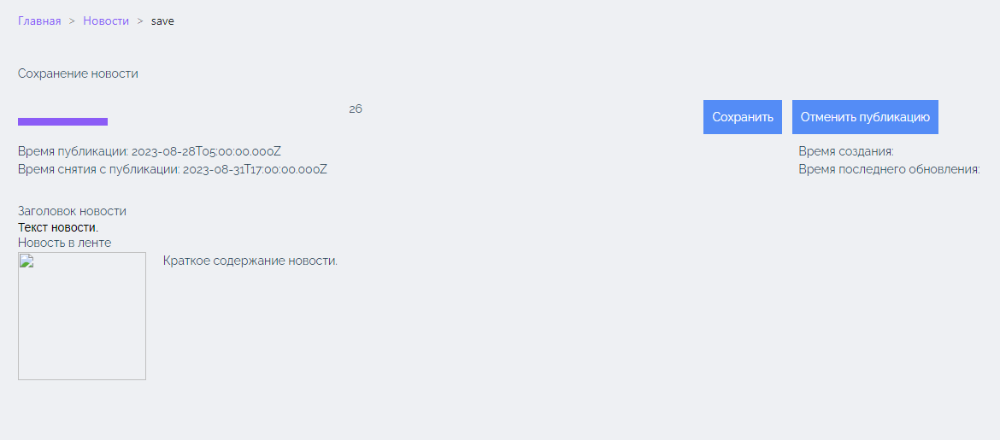 Главная > Новости > save
Сохранение новости
26
Сохранить
Отменить публикацию
Время публикации: 2023-08-28T05:00:00.000Z
Время создания:
Время снятия с публикации: 2023-08-31T17:00:00.000Z
Время последнего обновления:
Заголовок новости
Текст новости.
Новость в ленте
Краткое содержание новости.